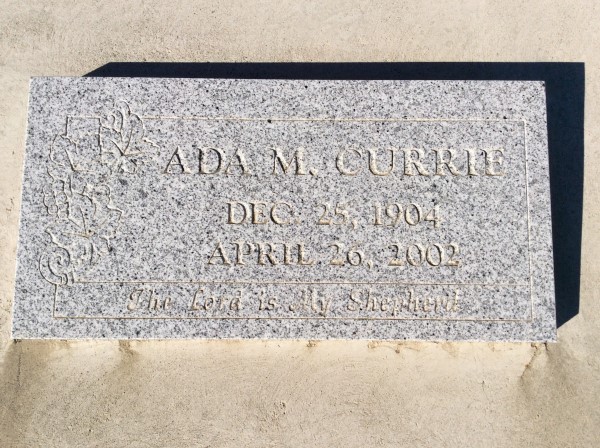 ADA M. CURRIE
DEC. 25, 1904
APRIL 26, 2002
The Lord is My Shepherd